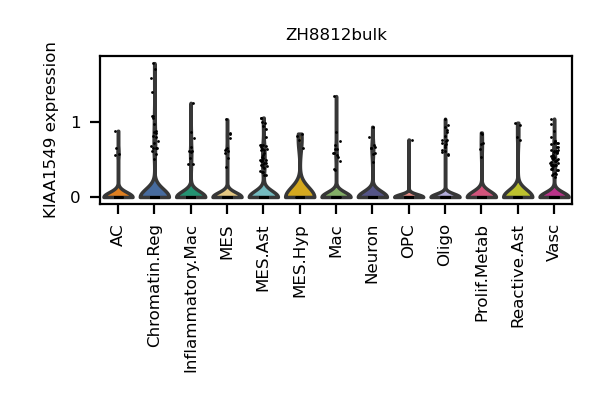 ZH8812bulk
KIAA1549 expression
1
0
AC
Chromatin.Reg
Inflammatory.Mac
MES
MES.Ast
MES.Hyp
Mac
Neuron
OPC
Oligo
Prolif.Metab
Reactive.Ast
Vasc